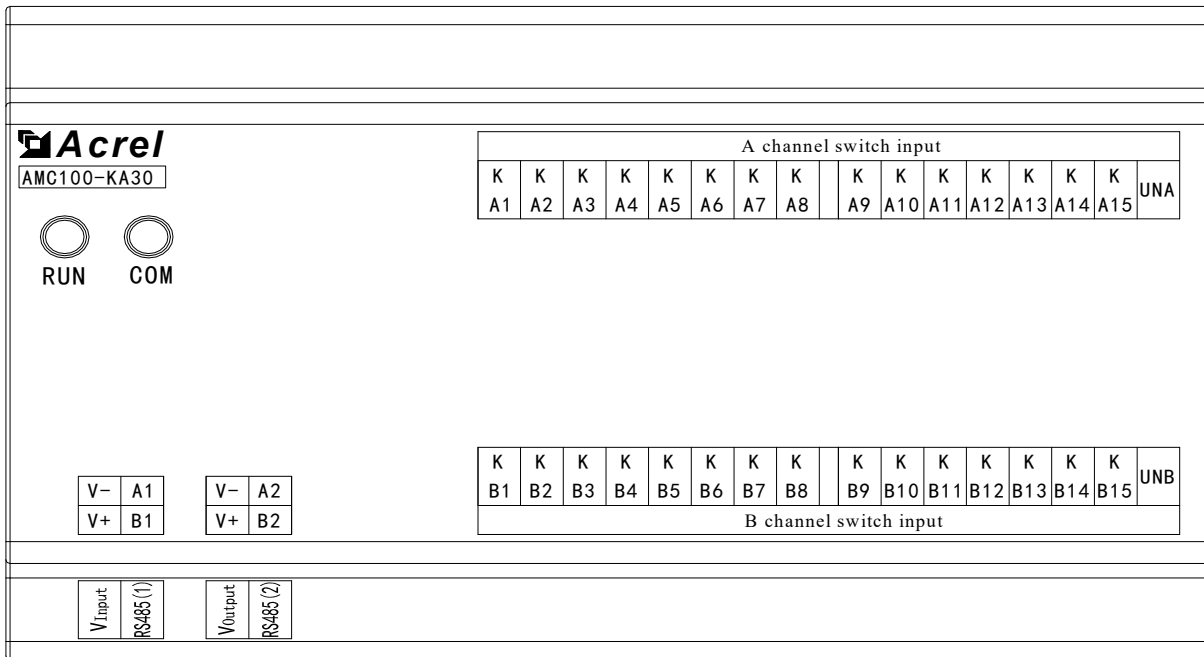 Acrel
AMC100-KA30
RUN COM
A channel switch input
K K K K K K K K K K K K K K K UNA
A1 A2 A3 A4 A5 A6 A7 A8 A9 A10 A11 A12 A13 A14 A15
K K K K K K K K K K K K K K K UNB
B1 B2 B3 B4 B5 B6 B7 B8 B9 B10 B11 B12 B13 B14 B15
B channel switch input
V- A1 V- A2
V+ B1 V+ B2
VInput RS485(1) VOutput RS485(2)